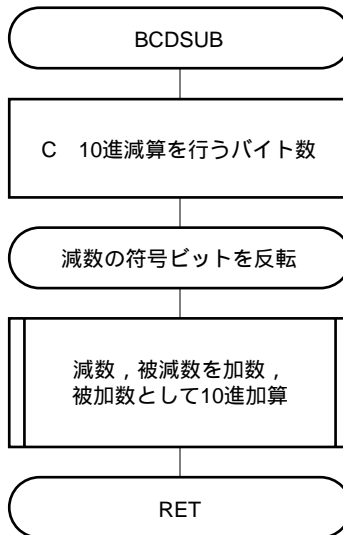 BCDSUB
C　10進減算を行うバイト数
減数の符号ビットを反転
減数，被減数を加数，
被加数として10進加算
RET